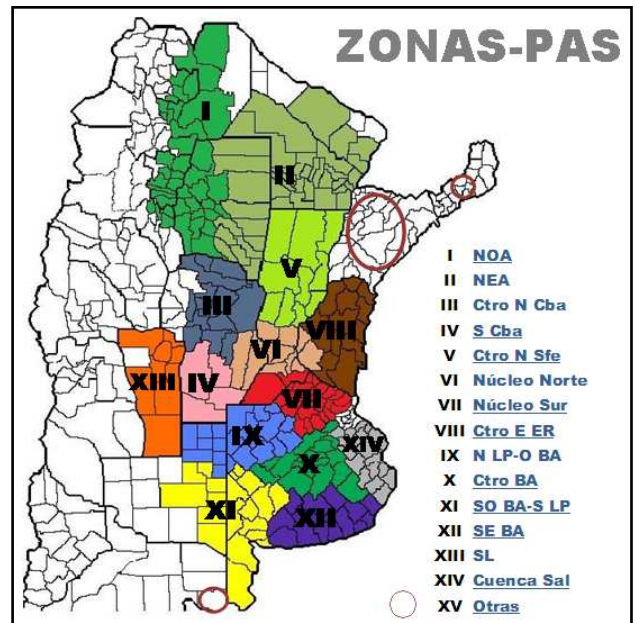 ZONAS-PAS
I
II
V
III
VIII
VI
XIII
IV
VII
IX
XIV
X
XI
XII
I NOA
II NEA
III Ctro N Cba
IV S Cba
V Ctro N Sfe
VI Núcleo Norte
VII Núcleo Sur
VIII Ctro E ER
IX N LP-O BA
X Ctro BA
XI SO BA-S LP
XII SE BA
XIII SL
XIV Cuenca Sal
XV Otras